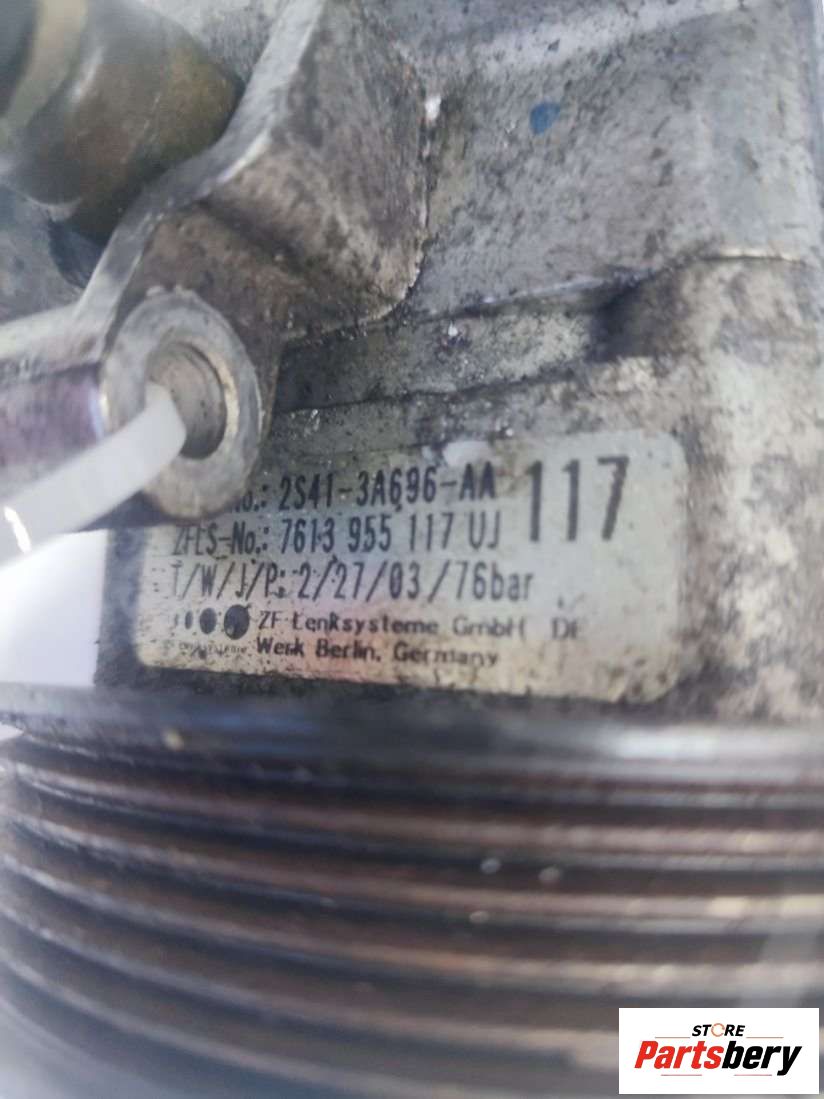 2S41-3A696-AA 117
ZFLS-No.: 7613 955 117 UJ
T/W/J/P: 2/27/03/76bar
ZF Lenksysteme GmbH DE
Werk Berlin, Germany
STORE
Partsbery